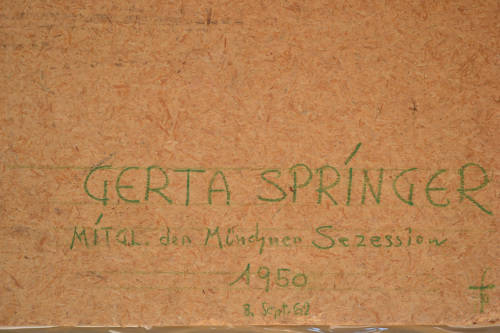 GERTA SPRINGER
MITGL. der Münchner Sezession
1950
8. Sept. 62